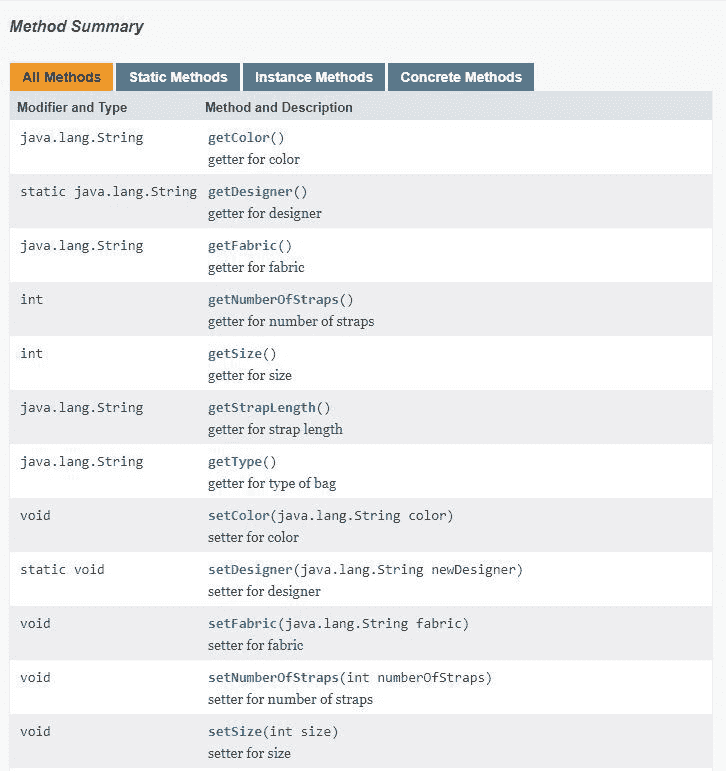 Method Summary
All Methods Static Methods Instance Methods Concrete Methods
Modifier and Type Method and Description
java.lang.String getColor()
getter for color
static java.lang.String getDesigner()
getter for designer
java.lang.String getFabric()
getter for fabric
int getNumberOfStraps()
getter for number of straps
int getSize()
getter for size
java.lang.String getStrapLength()
getter for strap length
java.lang.String getType()
getter for type of bag
void setColor(java.lang.String color)
setter for color
static void setDesigner(java.lang.String newDesigner)
setter for designer
void setFabric(java.lang.String fabric)
setter for fabric
void setNumberOfStraps(int numberOfStraps)
setter for number of straps
void setSize(int size)
setter for size